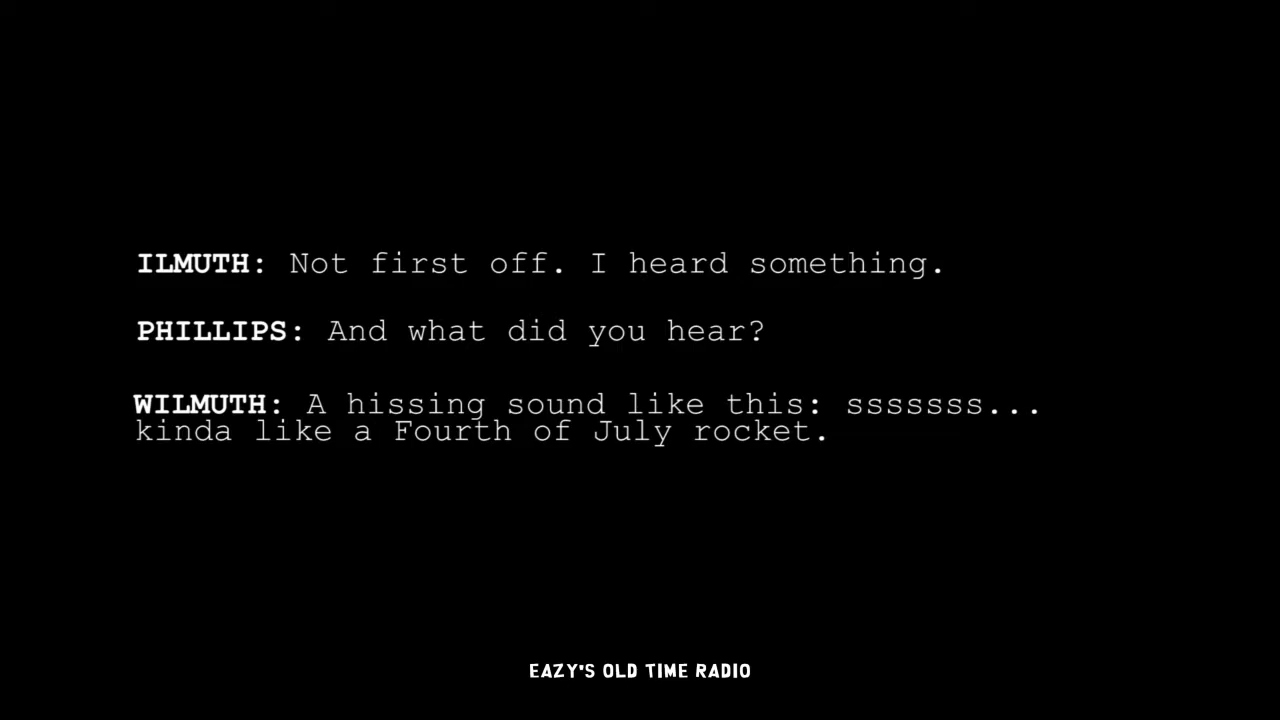 ILMUTH: Not first off. I heard something.
PHILLIPS: And what did you hear?
WILMUTH: A hissing sound like this: sssssss...
kinda like a Fourth of July rocket.
EAZY'S OLD TIME RADIO